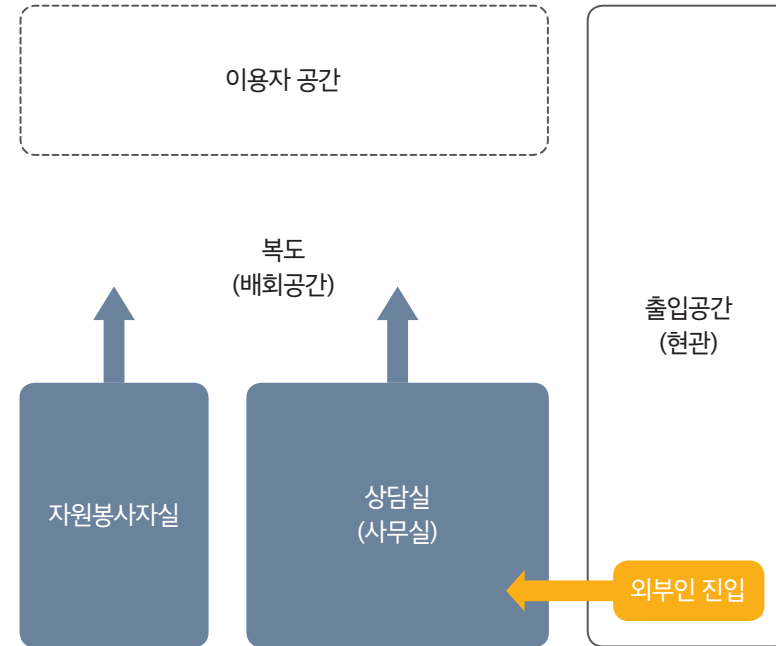 이용자 공간
복도
(배회공간)
출입공간
(현관)
자원봉사자실
상담실
(사무실)
외부인 진입